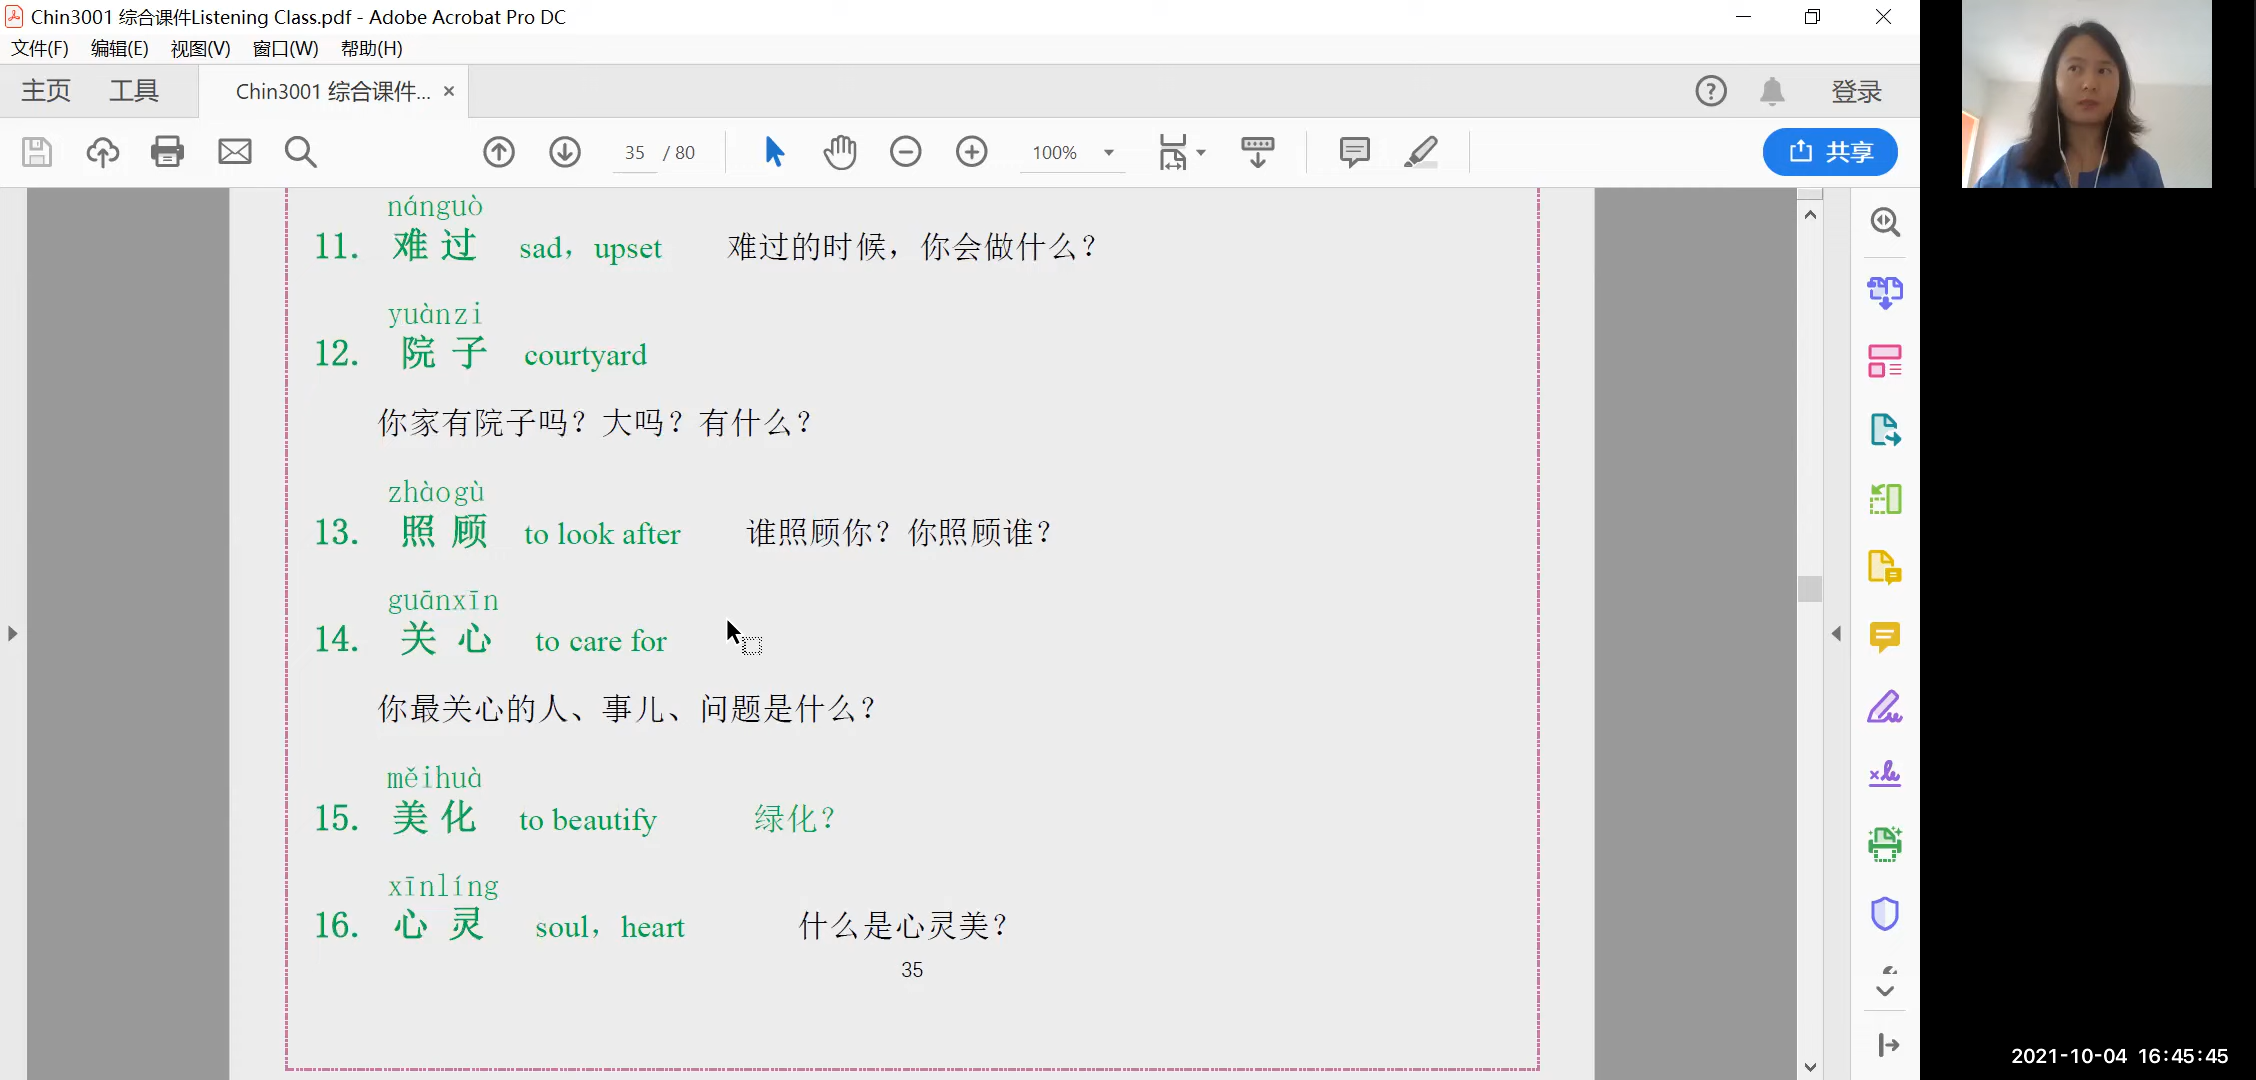 Chin3001 综合课件Listening Class.pdf - Adobe Acrobat Pro DC
文件(F) 编辑(E) 视图(V) 窗口(W) 帮助(H)
主页 工具 Chin3001 综合课件... × 登录
35 / 80 100% 共享
nánguò
11. 难过 sad，upset 难过的时候，你会做什么？
yuànzi
12. 院子 courtyard
你家有院子吗？大吗？有什么？
zhàogù
13. 照顾 to look after 谁照顾你？你照顾谁？
guānxīn
14. 关心 to care for
你最关心的人、事儿、问题是什么？
měihuà
15. 美化 to beautify 绿化？
xīnlíng
16. 心灵 soul，heart 什么是心灵美？
35
2021-10-04 16:45:45